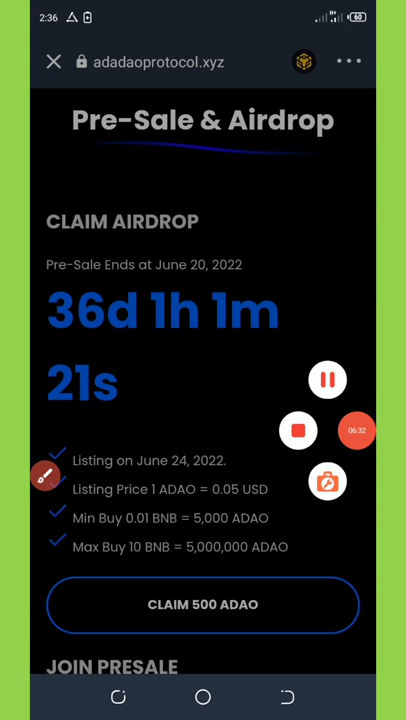 2:36
60
adadaoprotocol.xyz
Pre-Sale & Airdrop
CLAIM AIRDROP
Pre-Sale Ends at June 20, 2022
36d 1h 1m
21s
06:32
Listing on June 24, 2022.
Listing Price 1 ADAO = 0.05 USD
Min Buy 0.01 BNB = 5,000 ADAO
Max Buy 10 BNB = 5,000,000 ADAO
CLAIM 500 ADAO
JOIN PRESALE